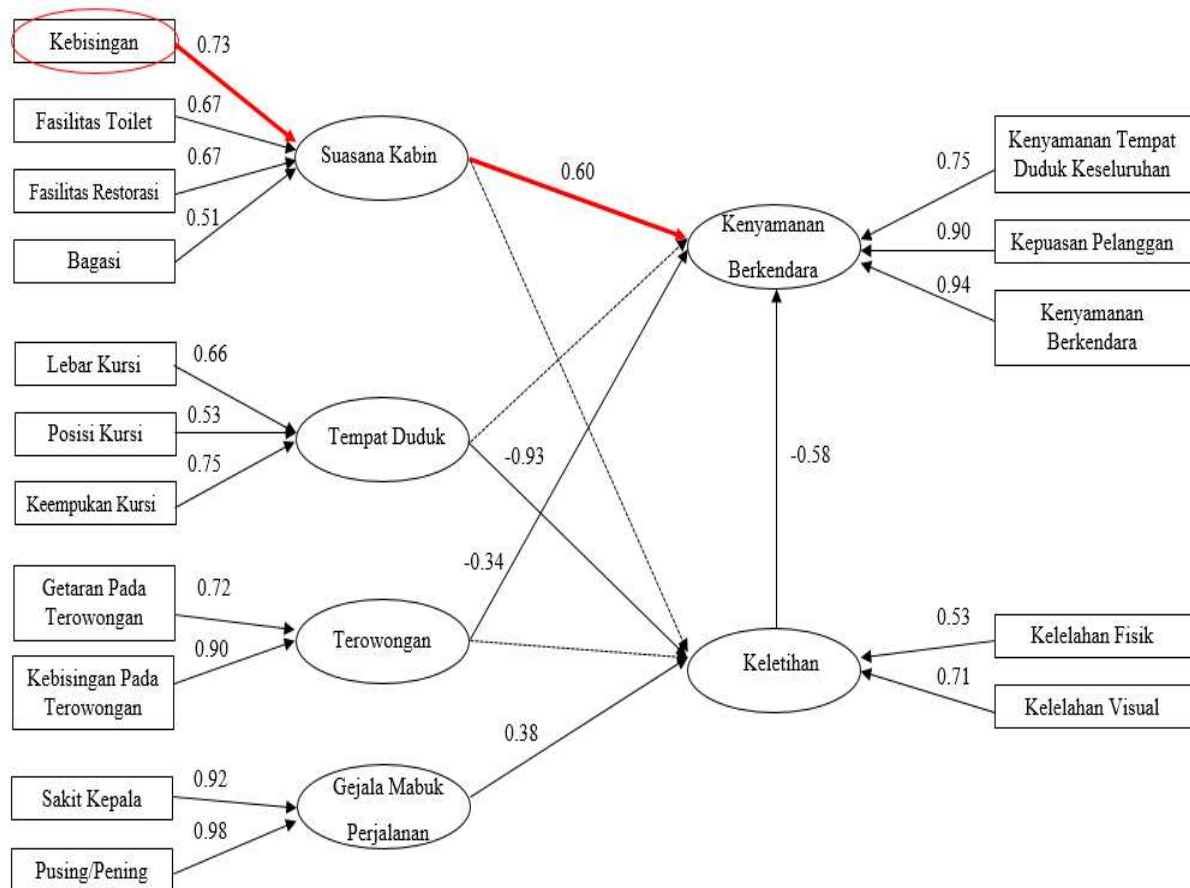 Kebisingan
0.73
Fasilitas Toilet
0.67
Fasilitas Restorasi
0.67
Bagasi
0.51
Suasana Kabin
0.60
Kenyamanan
Berkendara
Kenyamanan Tempat
Duduk Keseluruhan
0.75
Kepuasan Pelanggan
0.90
Kenyamanan
Berkendara
0.94
Lebar Kursi
0.66
Posisi Kursi
0.53
Keempukan Kursi
0.75
Tempat Duduk
-0.93
-0.58
Getaran Pada
Terowongan
0.72
Kebisingan Pada
Terowongan
0.90
Terowongan
-0.34
Keletihan
Kelelahan Fisik
0.53
Kelelahan Visual
0.71
Sakit Kepala
0.92
Pusing/Pening
0.98
Gejala Mabuk
Perjalanan
0.38